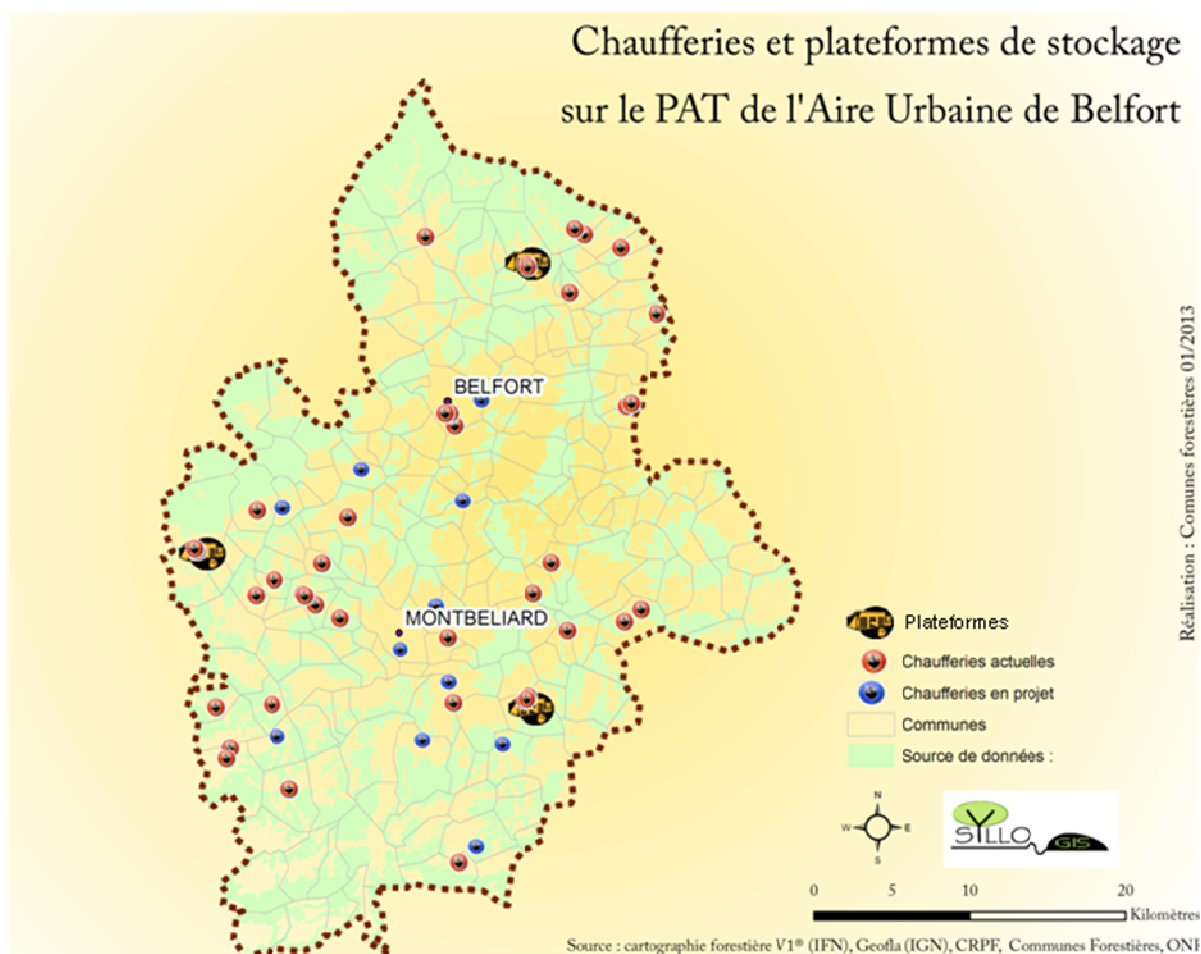 Chaufferies et plateformes de stockage
sur le PAT de l'Aire Urbaine de Belfort
BELFORT
MONTBELIARD
Plateformes
Chaufferies actuelles
Chaufferies en projet
Communes
Source de données :
N
W E
S
SYLLO GIS
0 5 10 20
Kilomètres
Source : cartographie forestière V1® (IFN), Geofla (IGN), CRPF, Communes Forestières, ONF
Réalisation : Communes forestières 01/2013